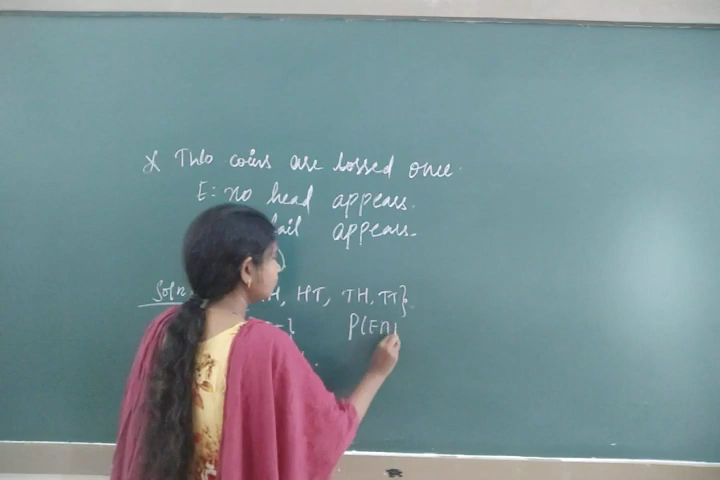 * Two coins are tossed once.
E: no head appears.
tail appears.
)
Soln H, HT, TH, TT}.
} P(E∩